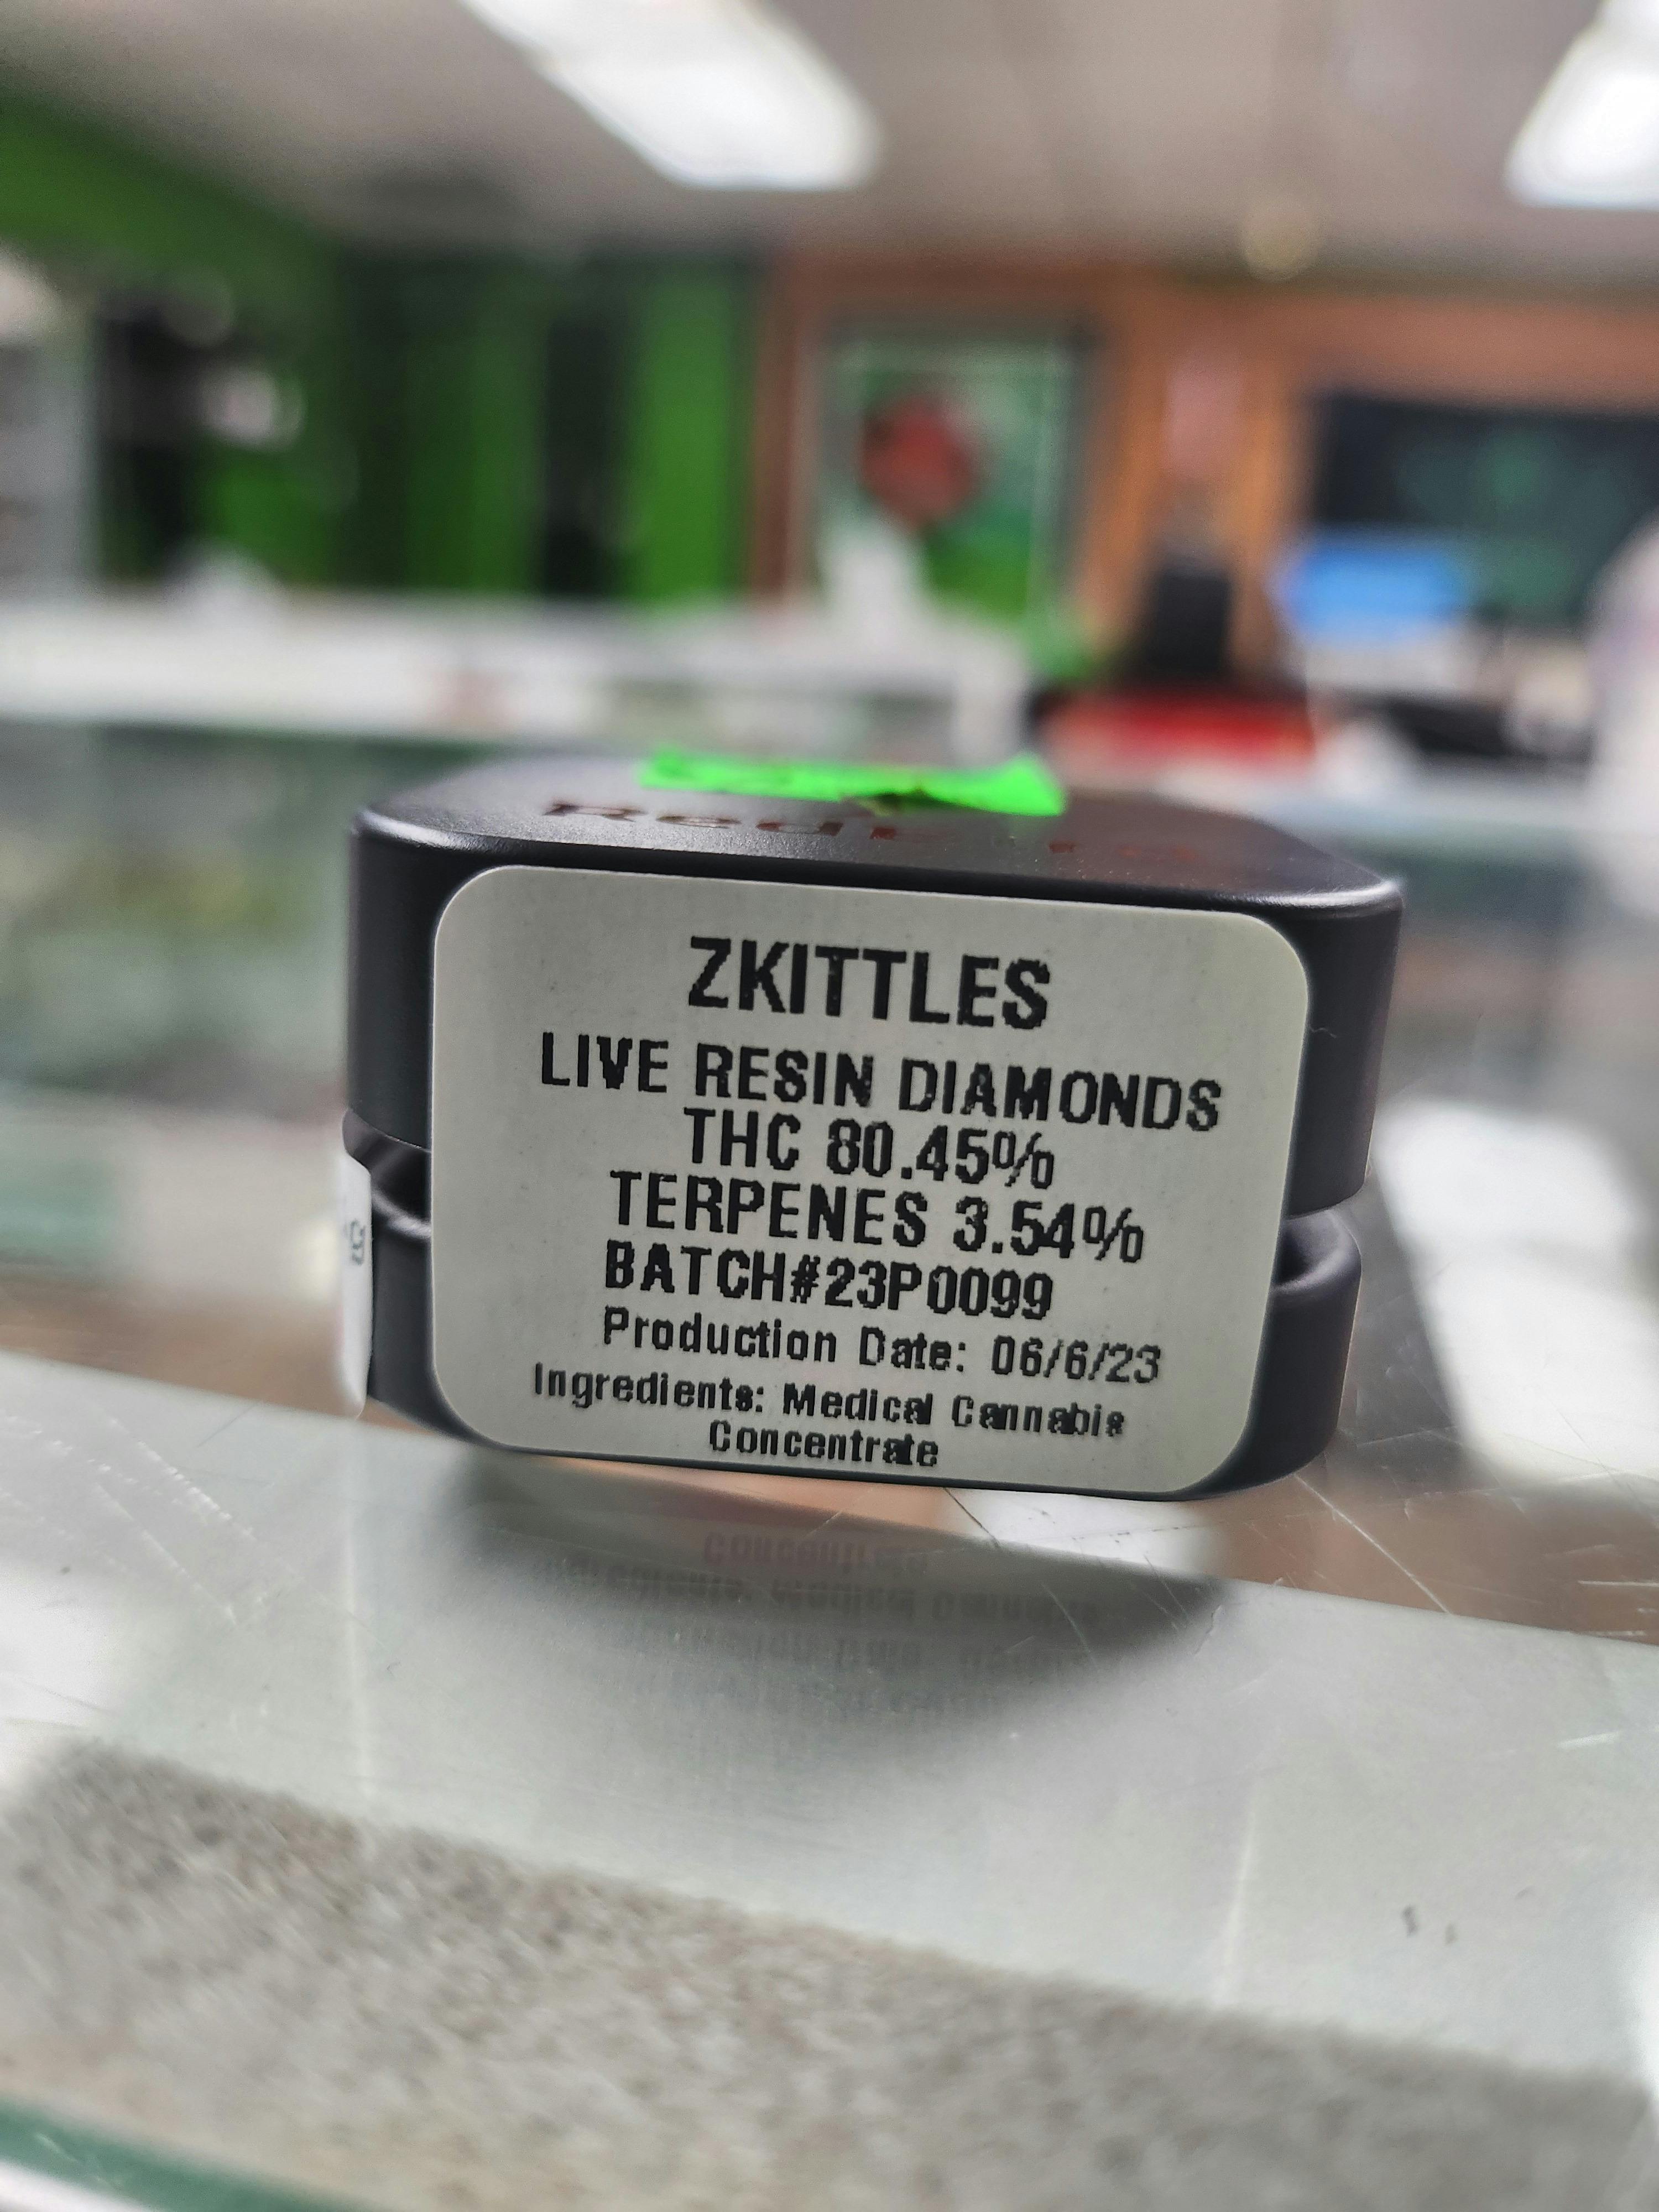 ZKITTLES
LIVE RESIN DIAMONDS
THC 80.45%
TERPENES 3.54%
BATCH#23P0099
Production Date: 06/6/23
Ingredients: Medical Cannabis
Concentrate